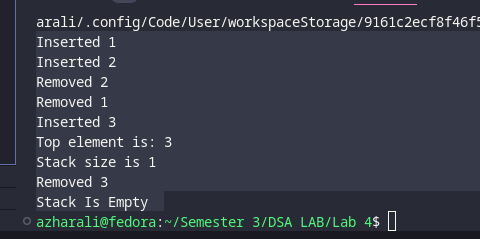 arali/.config/Code/User/workspaceStorage/9161c2ecf8f46f5
Inserted 1
Inserted 2
Removed 2
Removed 1
Inserted 3
Top element is: 3
Stack size is 1
Removed 3
Stack Is Empty
azharali@fedora:~/Semester 3/DSA LAB/Lab 4$